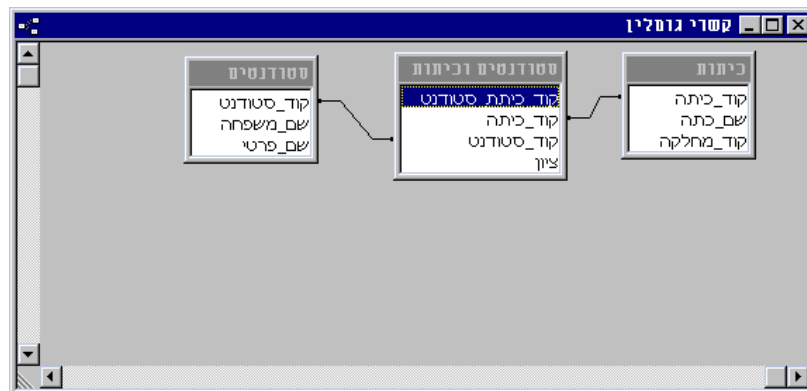 קשרי גומלין
כיתות
קוד_כיתה
שם_כתה
קוד_מחלקה
סטודנטים וכיתות
קוד_כיתת_סטודנט
קוד_כיתה
קוד_סטודנט
ציון
סטודנטים
קוד_סטודנט
שם_משפחה
שם_פרטי